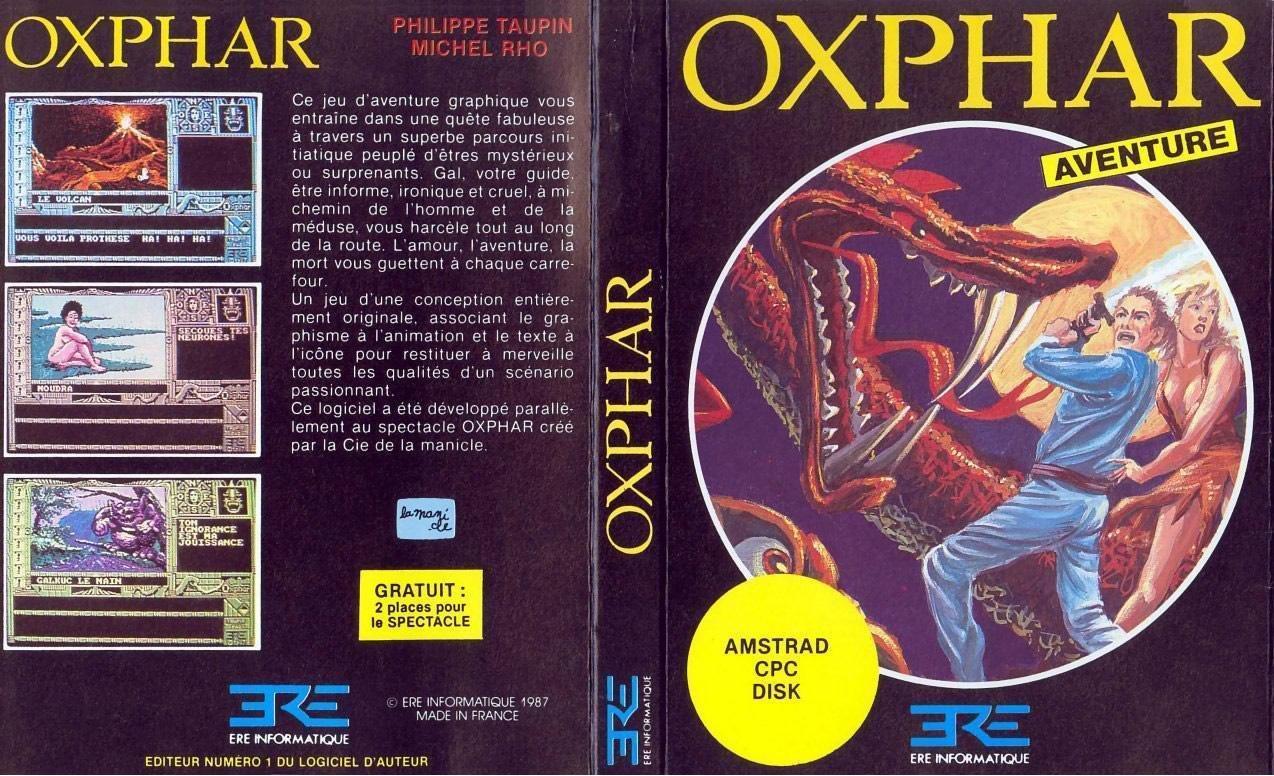 OXPHAR
PHILIPPE TAUPIN
MICHEL RHO
LE VOLCAN
VOUS VOILA PROTHESE HA! HA! HA!
SECOUES TES
NEURONES!
NOUDRA
TON
IGNORANCE
EST MA
JOUISSANCE
GALKUC LE NAIN
Ce jeu d'aventure graphique vous
entraîne dans une quête fabuleuse
à travers un superbe parcours ini-
tiatique peuplé d'êtres mystérieux
ou surprenants. Gal, votre guide,
être informe, ironique et cruel, à mi-
chemin de l'homme et de la
méduse, vous harcèle tout au long
de la route. L'amour, l'aventure, la
mort vous guettent à chaque carre-
four.
Un jeu d'une conception entière-
ment originale, associant le gra-
phisme à l'animation et le texte à
l'icône pour restituer à merveille
toutes les qualités d'un scénario
passionnant.
Ce logiciel a été développé parallè-
lement au spectacle OXPHAR créé
par la Cie de la manicle.
la mani
cle
GRATUIT :
2 places pour
le SPECTACLE
ERE
ERE INFORMATIQUE
© ERE INFORMATIQUE 1987
MADE IN FRANCE
EDITEUR NUMÉRO 1 DU LOGICIEL D'AUTEUR
OXPHAR
ERE
ERE INFORMATIQUE
OXPHAR
AVENTURE
AMSTRAD
CPC
DISK
ERE
ERE INFORMATIQUE